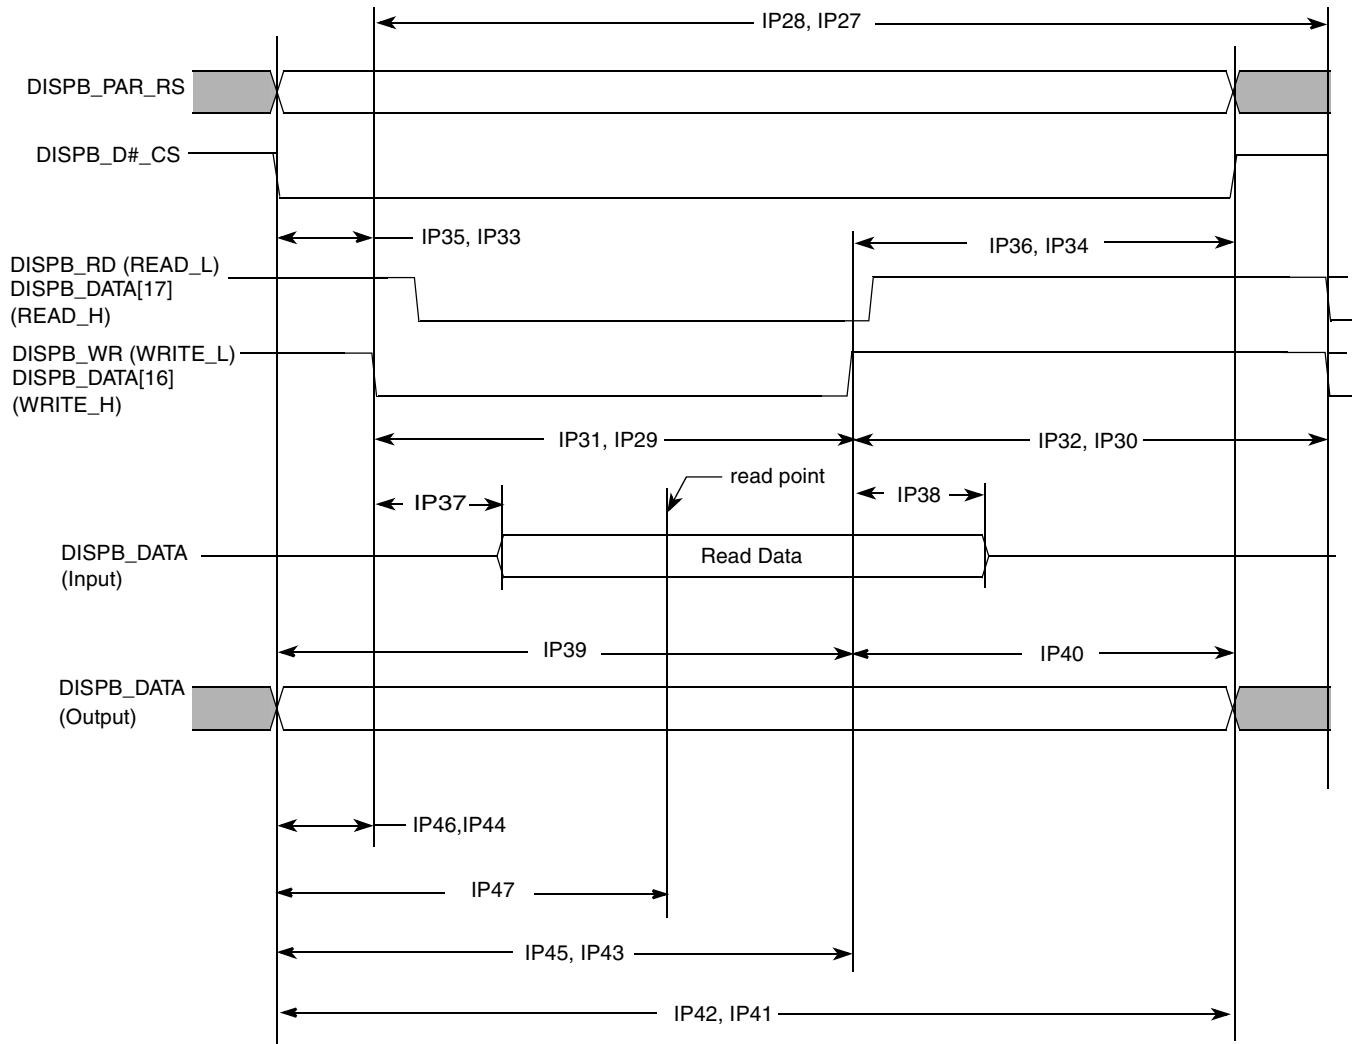 IP28, IP27
DISPB_PAR_RS
DISPB_D#_CS
IP35, IP33
IP36, IP34
DISPB_RD (READ_L)
DISPB_DATA[17]
(READ_H)
DISPB_WR (WRITE_L)
DISPB_DATA[16]
(WRITE_H)
IP31, IP29
IP32, IP30
read point
IP37
IP38
DISPB_DATA
(Input)
Read Data
IP39
IP40
DISPB_DATA
(Output)
IP46,IP44
IP47
IP45, IP43
IP42, IP41